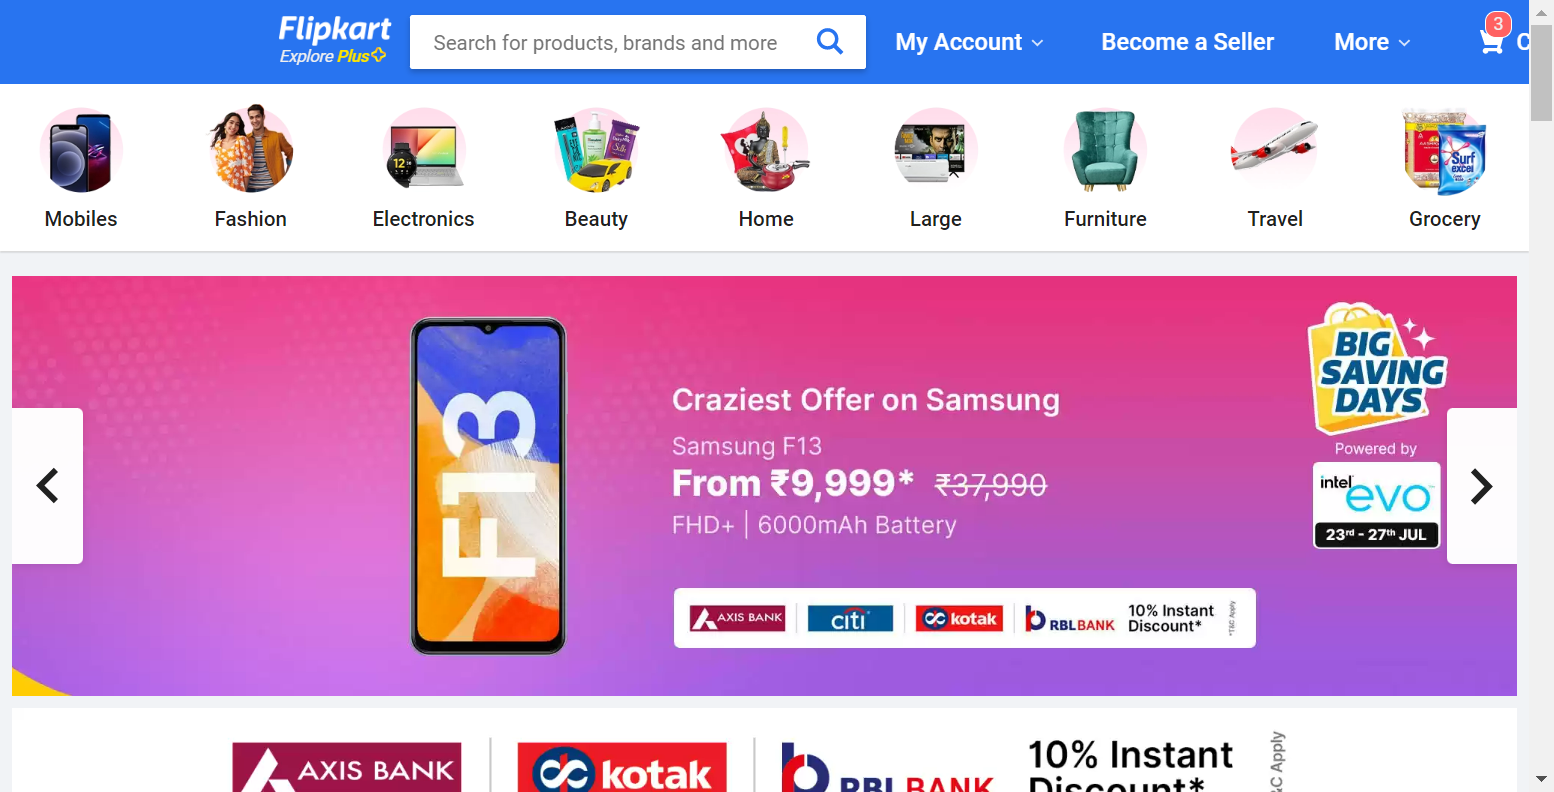 Flipkart
Explore Plus
Search for products, brands and more
My Account
Become a Seller
More
3
C
Mobiles
Fashion
Electronics
Beauty
Home
Large
Furniture
Travel
Grocery
12
Surf
excel
F13
Craziest Offer on Samsung
Samsung F13
From ₹9,999* ₹37,990
FHD+ | 6000mAh Battery
AXIS BANK
citi
kotak
RBL BANK
10% Instant
Discount*
*T&C Apply
BIG
SAVING
DAYS
Powered by
intel
evo
23rd - 27th JUL
AXIS BANK
kotak
RBL BANK
10% Instant
Discount*
&C Apply